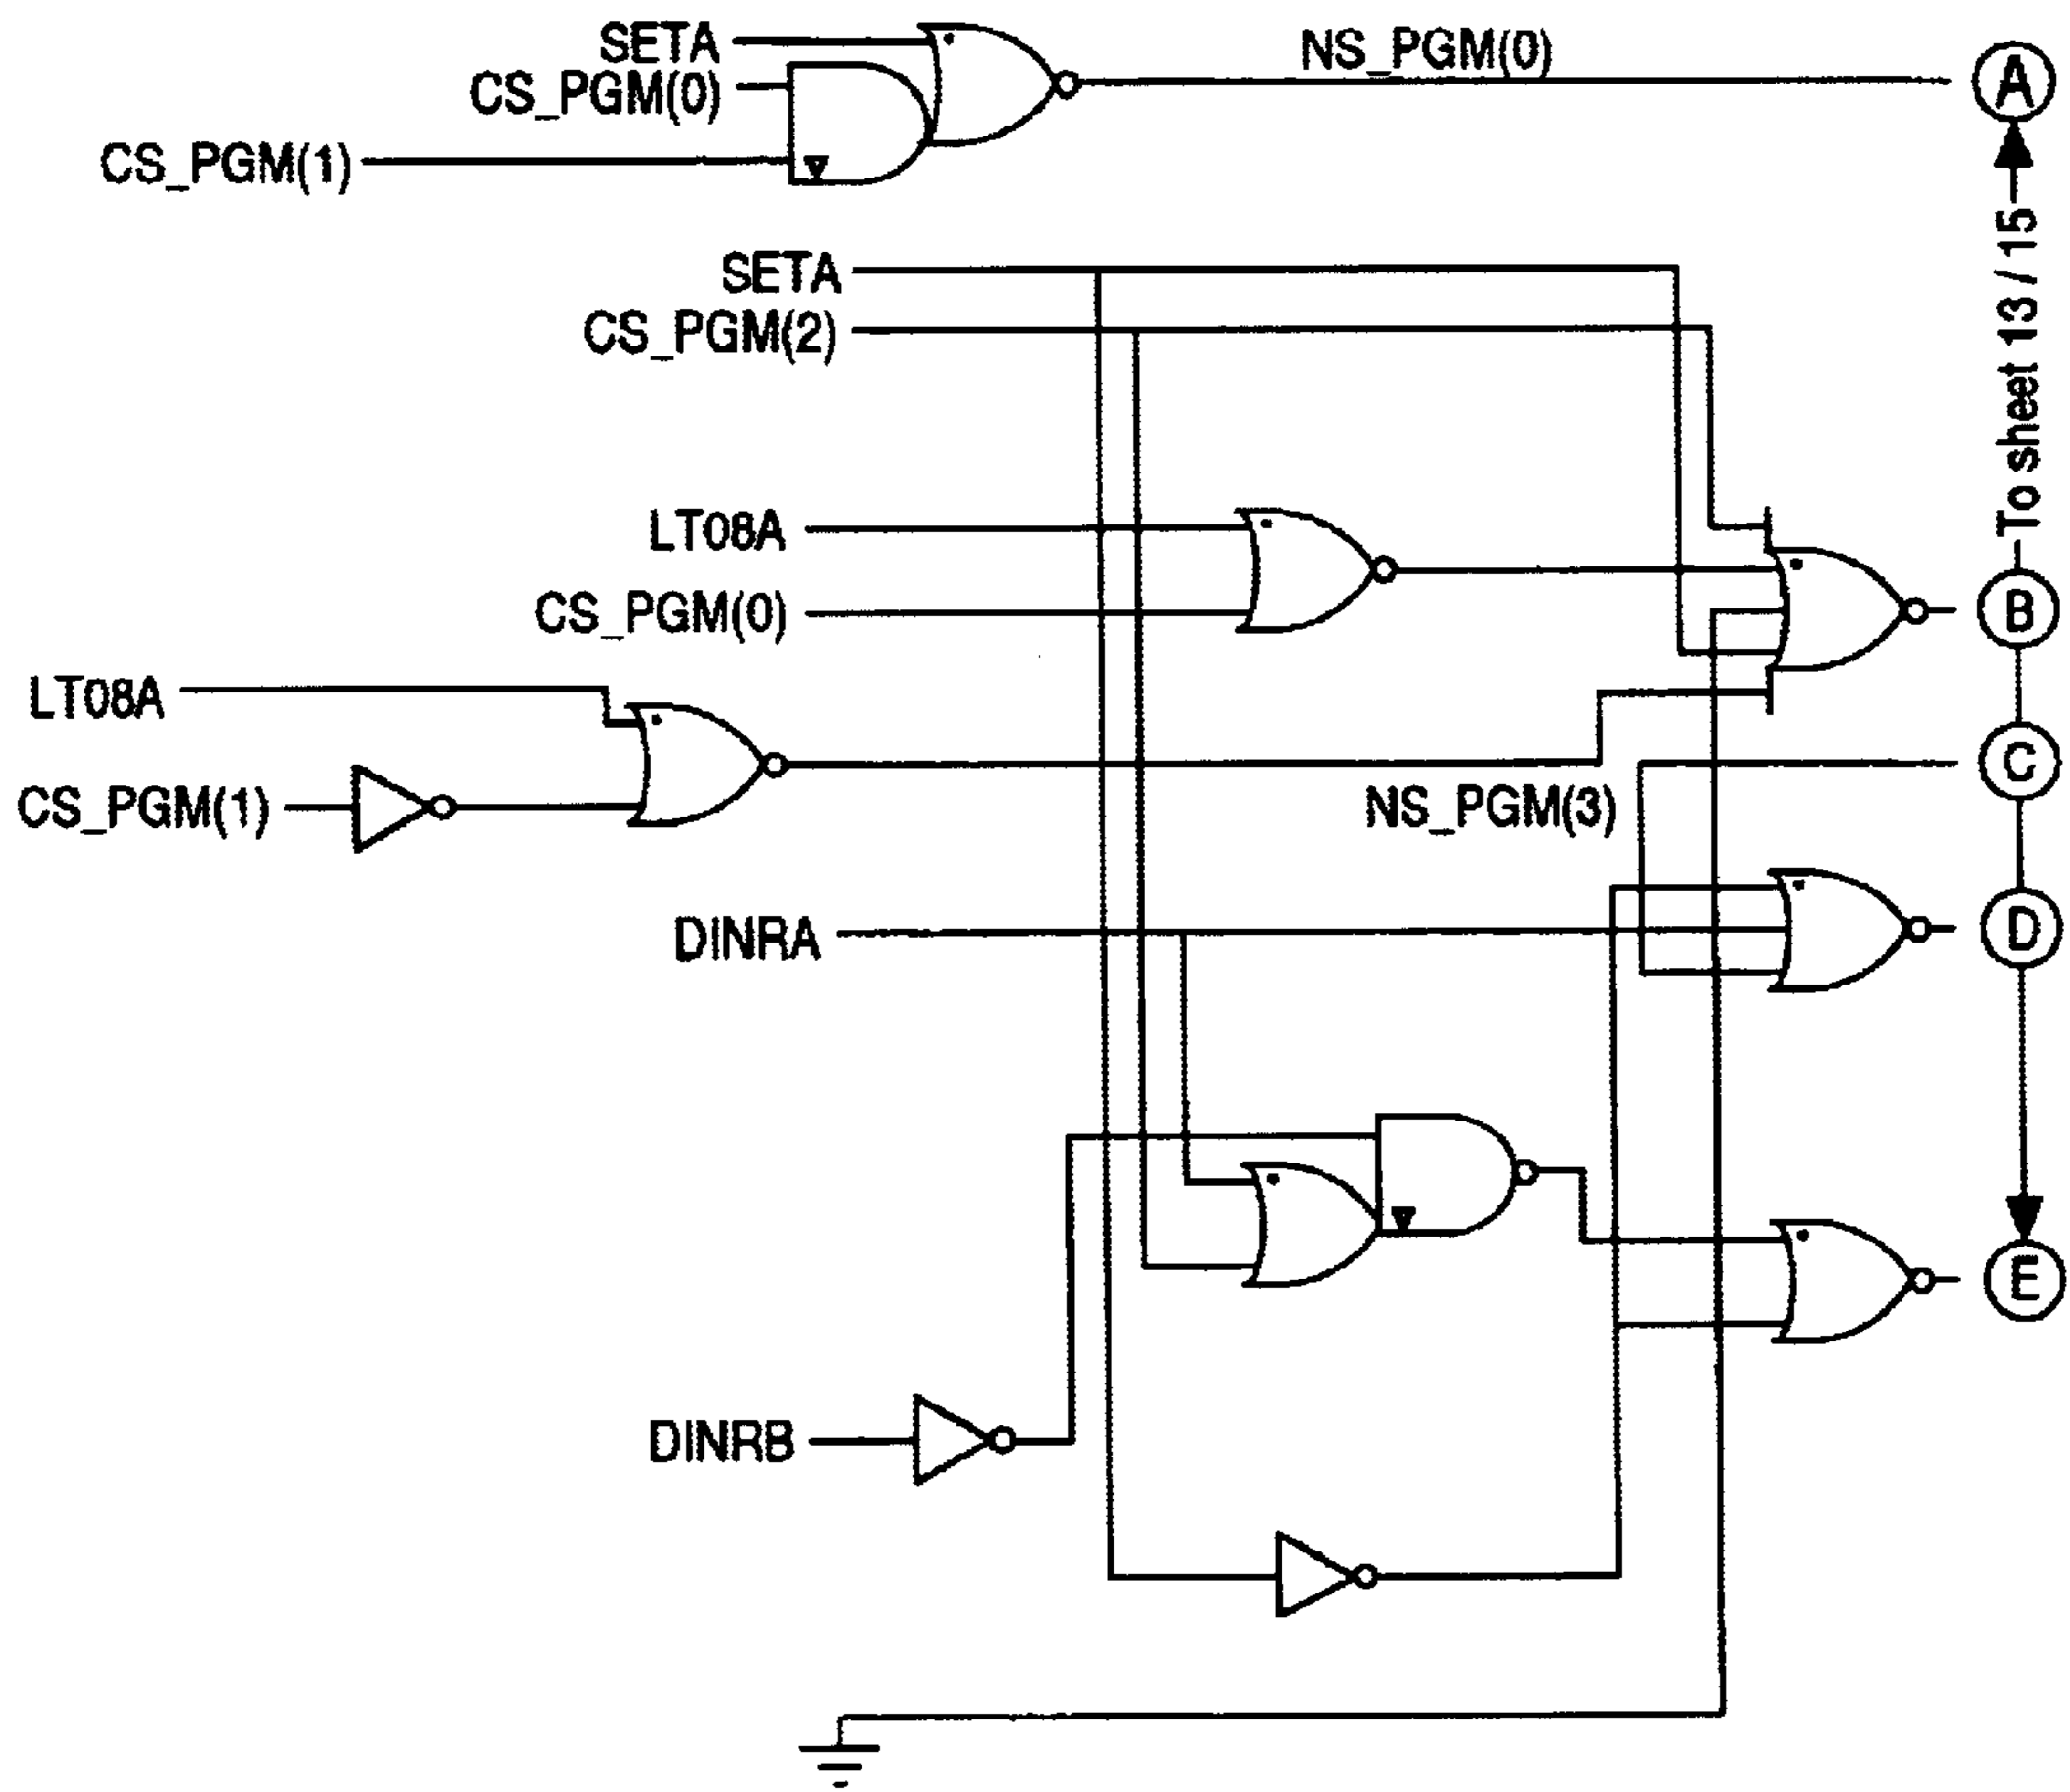 SETA
NS_PGM(0)
A
CS_PGM(0)
CS_PGM(1)
To sheet 13 / 15
SETA
CS_PGM(2)
LT08A
CS_PGM(0)
B
LT08A
CS_PGM(1)
C
NS_PGM(3)
DINRA
D
E
DINRB